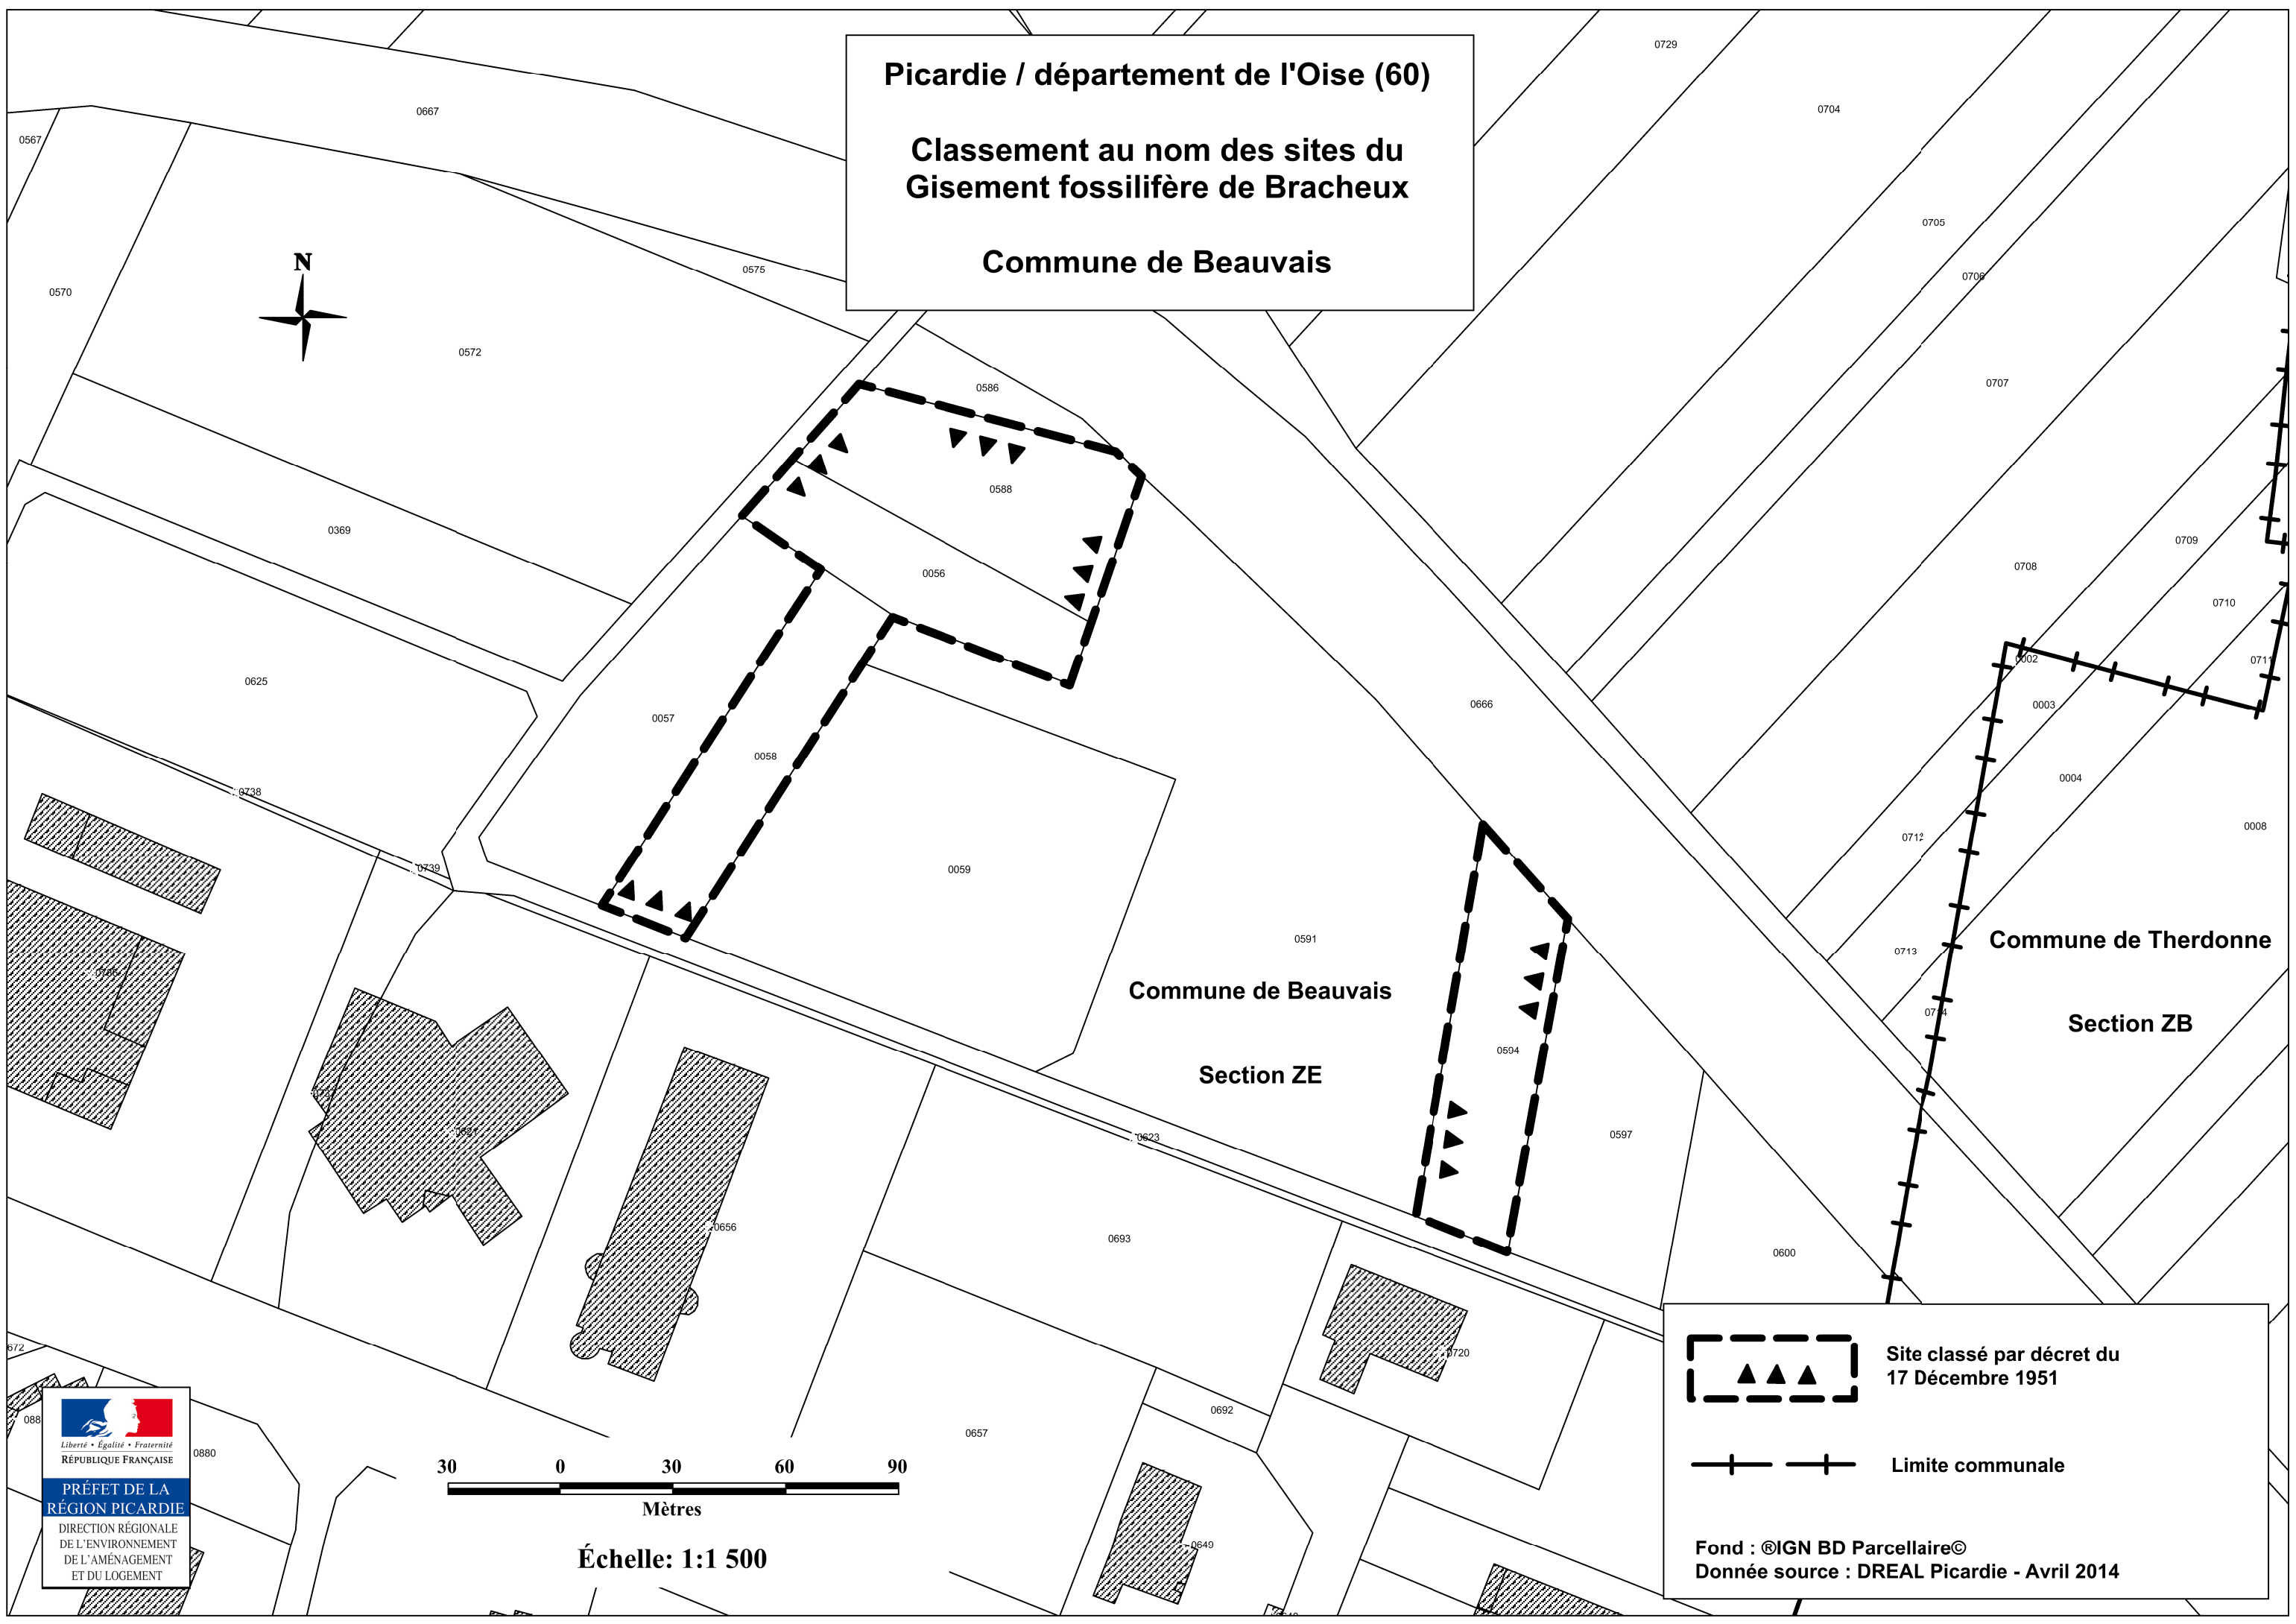 Picardie / département de l'Oise (60)
Classement au nom des sites du
Gisement fossilifère de Bracheux
Commune de Beauvais
0729
0704
0667
0567
0705
0575
0706
0570
N
0572
0707
0586
0588
0369
0709
0708
0056
0710
0002
0711
0625
0003
0666
0057
0058
0004
0738
0008
0712
0739
0059
0591
Commune de Therdonne
0713
Commune de Beauvais
0714
Section ZB
0594
Section ZE
0597
0623
0656
0693
0600
672
0720
Site classé par décret du
17 Décembre 1951
0692
088
0657
0880
Liberté • Égalité • Fraternité
RÉPUBLIQUE FRANÇAISE
PRÉFET DE LA
RÉGION PICARDIE
DIRECTION RÉGIONALE
DE L'ENVIRONNEMENT
DE L'AMÉNAGEMENT
ET DU LOGEMENT
30 0 30 60 90
Mètres
Échelle: 1:1 500
Limite communale
0649
Fond : ®IGN BD Parcellaire©
Donnée source : DREAL Picardie - Avril 2014